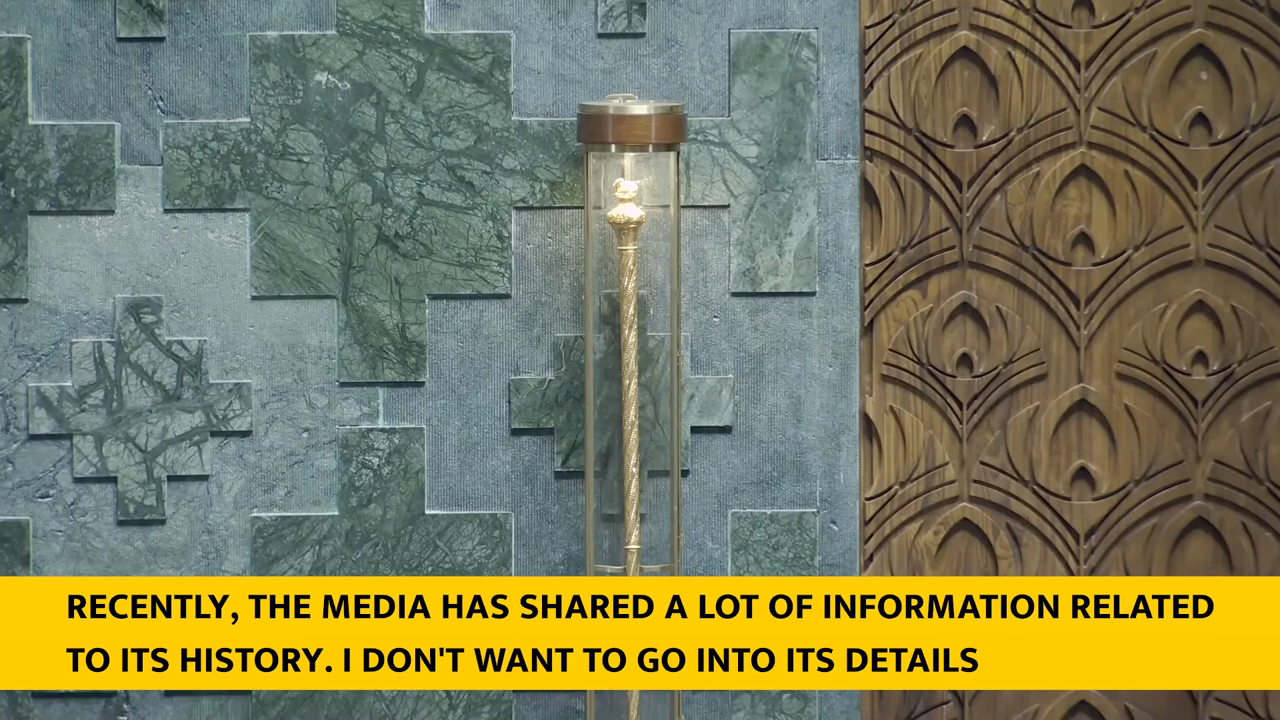 RECENTLY, THE MEDIA HAS SHARED A LOT OF INFORMATION RELATED
TO ITS HISTORY. I DON'T WANT TO GO INTO ITS DETAILS